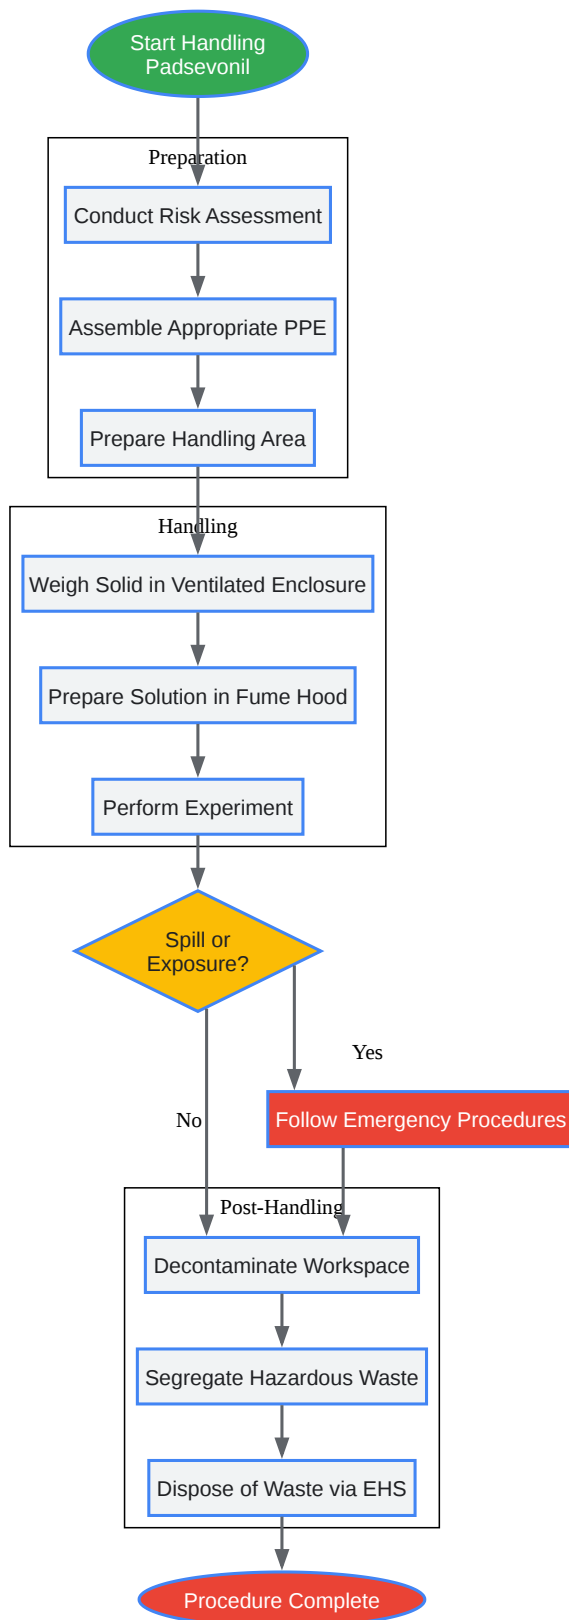 Start Handling
Padsevonil
Preparation
Conduct Risk Assessment
Assemble Appropriate PPE
Prepare Handling Area
Handling
Weigh Solid in Ventilated Enclosure
Prepare Solution in Fume Hood
Perform Experiment
Spill or
Exposure?
Yes
No
Follow Emergency Procedures
Post-Handling
Decontaminate Workspace
Segregate Hazardous Waste
Dispose of Waste via EHS
Procedure Complete